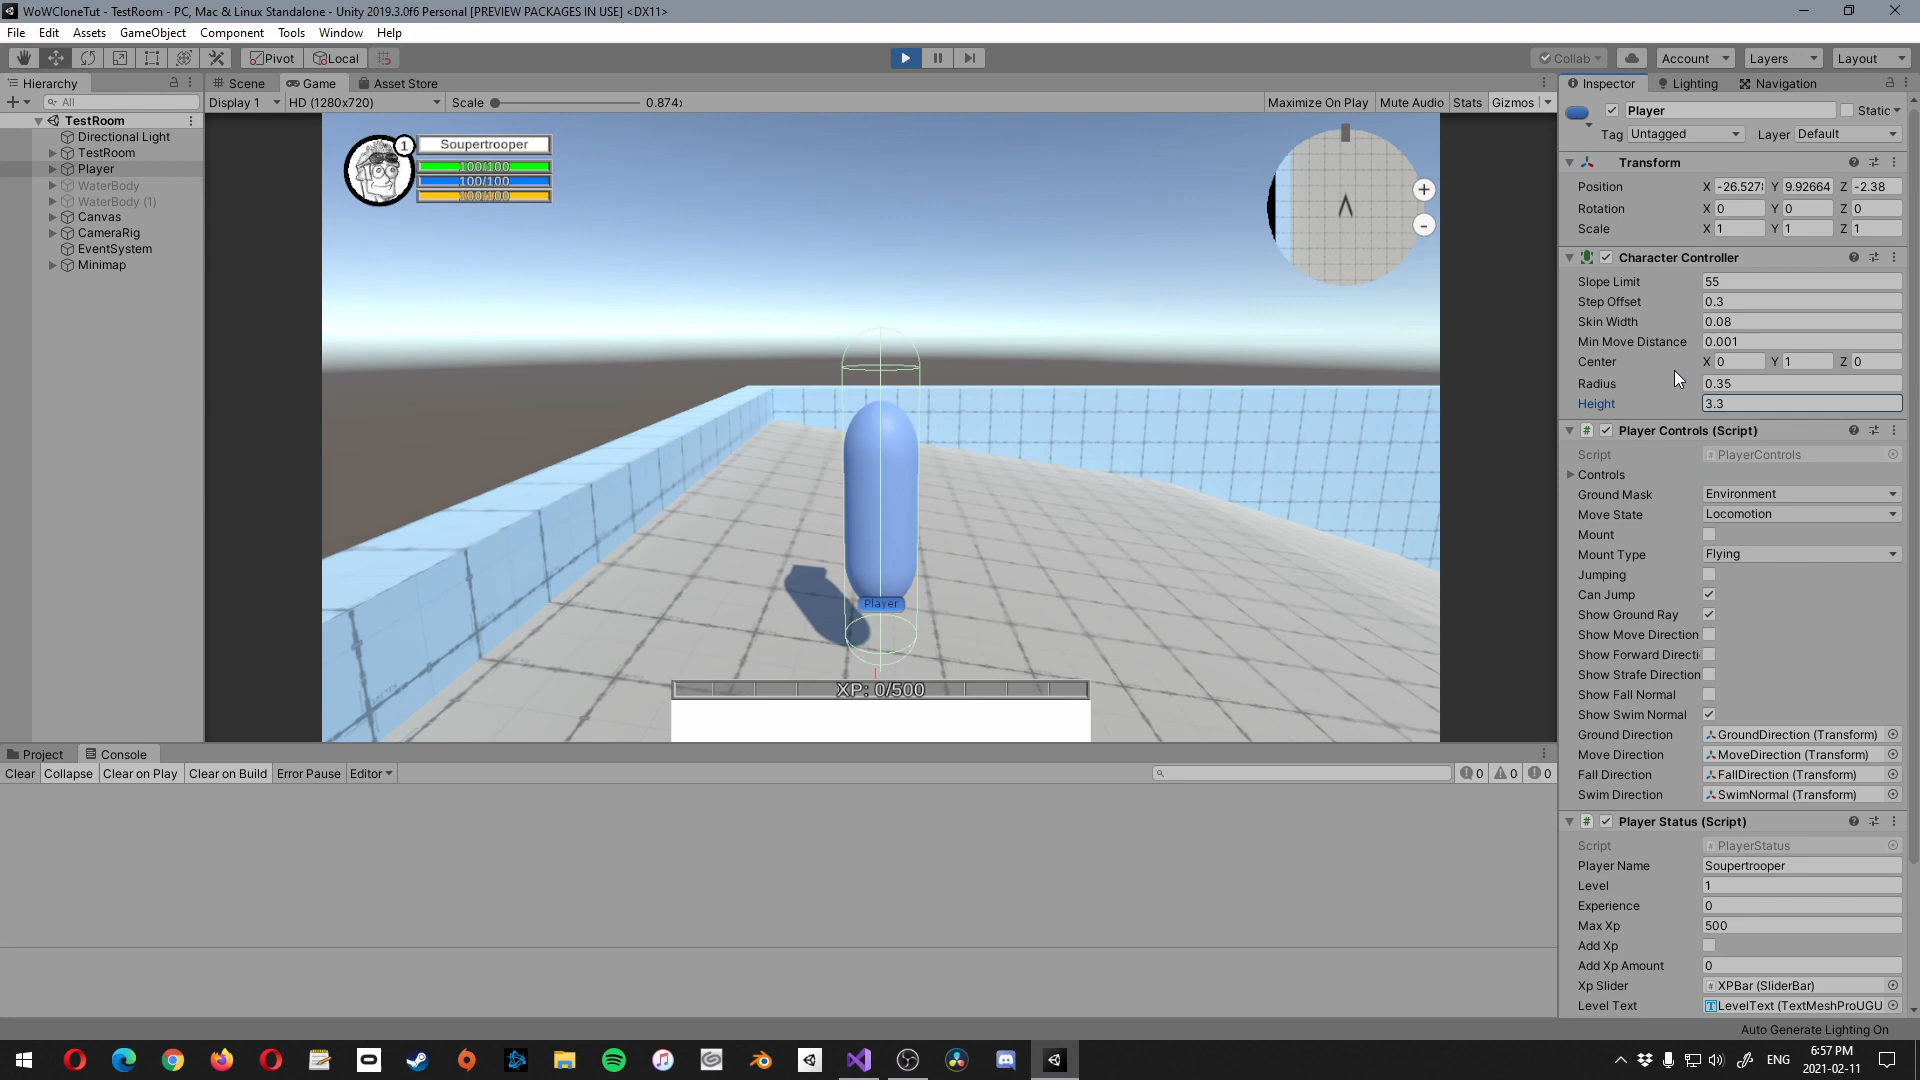 WoWCloneTut - TestRoom - PC, Mac & Linux Standalone - Unity 2019.3.0f6 Personal [PREVIEW PACKAGES IN USE] <DX11>
File Edit Assets GameObject Component Tools Window Help
Pivot Local Collab Account Layers Layout
Hierarchy Scene Game Asset Store Inspector Lighting Navigation
All Display 1 HD (1280x720) Scale 0.874x Maximize On Play Mute Audio Stats Gizmos
TestRoom
Directional Light
TestRoom
Player
WaterBody
WaterBody (1)
Canvas
CameraRig
EventSystem
Minimap
1 Soupertrooper
100/100
100/100
100/100
+
-
Player
XP: 0/500
Player Static
Tag Untagged Layer Default
Transform
Position X -26.527 Y 9.92664 Z -2.38
Rotation X 0 Y 0 Z 0
Scale X 1 Y 1 Z 1
Character Controller
Slope Limit 55
Step Offset 0.3
Skin Width 0.08
Min Move Distance 0.001
Center X 0 Y 1 Z 0
Radius 0.35
Height 3.3
# Player Controls (Script)
Script PlayerControls
Controls
Ground Mask Environment
Move State Locomotion
Mount
Mount Type Flying
Jumping
Can Jump
Show Ground Ray
Show Move Direction
Show Forward Directi
Show Strafe Direction
Show Fall Normal
Show Swim Normal
Ground Direction GroundDirection (Transform)
Move Direction MoveDirection (Transform)
Fall Direction FallDirection (Transform)
Swim Direction SwimNormal (Transform)
# Player Status (Script)
Script PlayerStatus
Player Name Soupertrooper
Level 1
Experience 0
Max Xp 500
Add Xp
Add Xp Amount 0
Xp Slider XPBar (SliderBar)
Level Text LevelText (TextMeshProUGU
Project Console
Clear Collapse Clear on Play Clear on Build Error Pause Editor 0 0 0
Auto Generate Lighting On
ENG
6:57 PM
2021-02-11